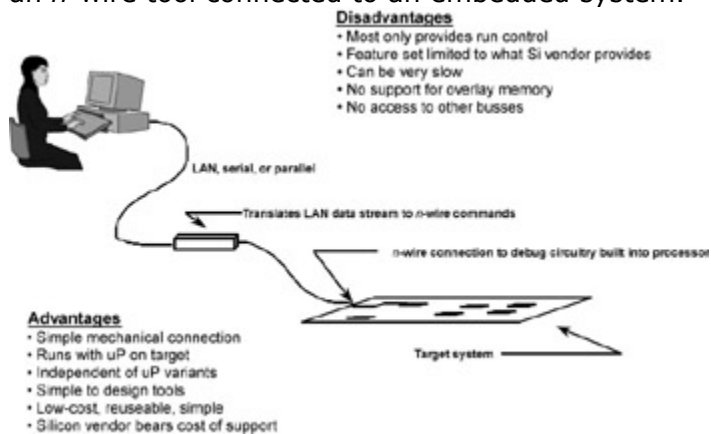 an n-wire tool connected to an embedded system.
Disadvantages
• Most only provides run control
• Feature set limited to what Si vendor provides
• Can be very slow
• No support for overlay memory
• No access to other busses
LAN, serial, or parallel
Translates LAN data stream to n-wire commands
n-wire connection to debug circuitry built into processor
Advantages
• Simple mechanical connection
• Runs with uP on target
• Independent of uP variants
• Simple to design tools
• Low-cost, reuseable, simple
• Silicon vendor bears cost of support
Target system